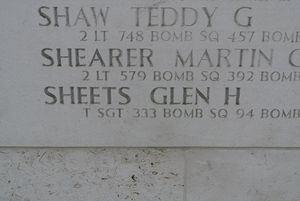 SHAW TEDDY G
2 LT 748 BOMB SQ 457 BOMB
SHEARER MARTIN C
2 LT 579 BOMB SQ 392 BOMB
SHEETS GLEN H
T SGT 333 BOMB SQ 94 BOMB